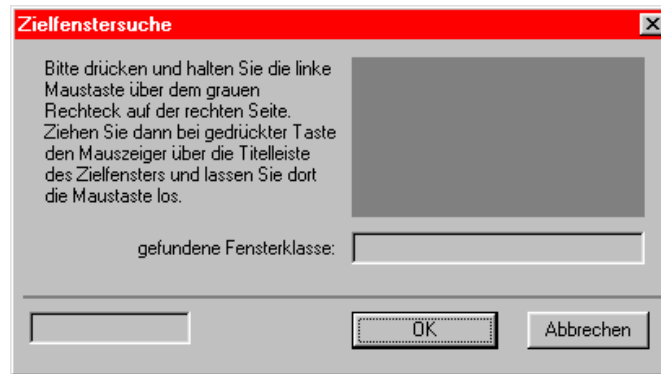 Zielfenstersuche
Bitte drücken und halten Sie die linke
Maustaste über dem grauen
Rechteck auf der rechten Seite.
Ziehen Sie dann bei gedrückter Taste
den Mauszeiger über die Titelleiste
des Zielfensters und lassen Sie dort
die Maustaste los.
gefundene Fensterklasse:
OK
Abbrechen